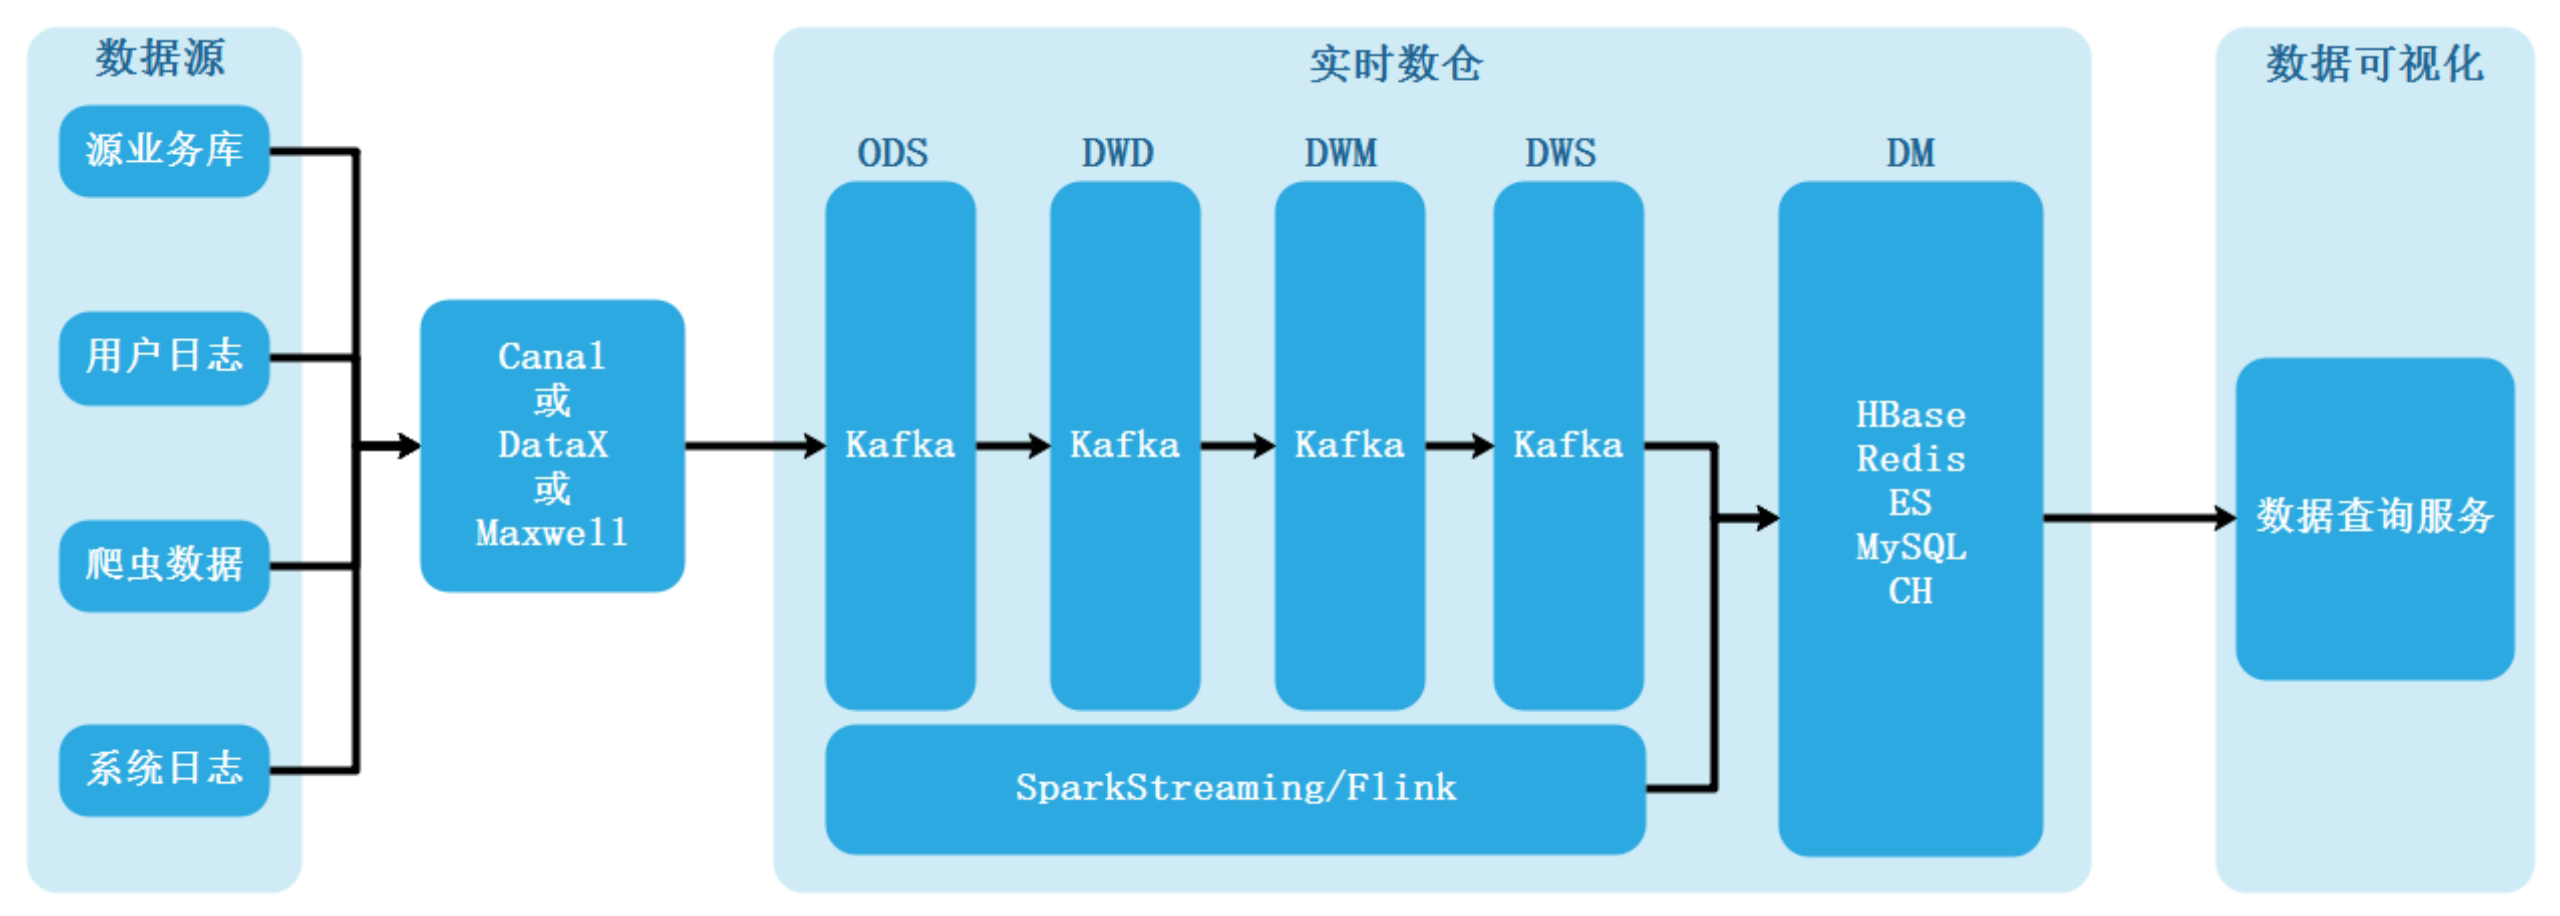 数据源
源业务库
用户日志
爬虫数据
系统日志
Canal
或
DataX
或
Maxwell
实时数仓
ODS
DWD
DWM
DWS
DM
Kafka
Kafka
Kafka
Kafka
SparkStreaming/Flink
HBase
Redis
ES
MySQL
CH
数据可视化
数据查询服务